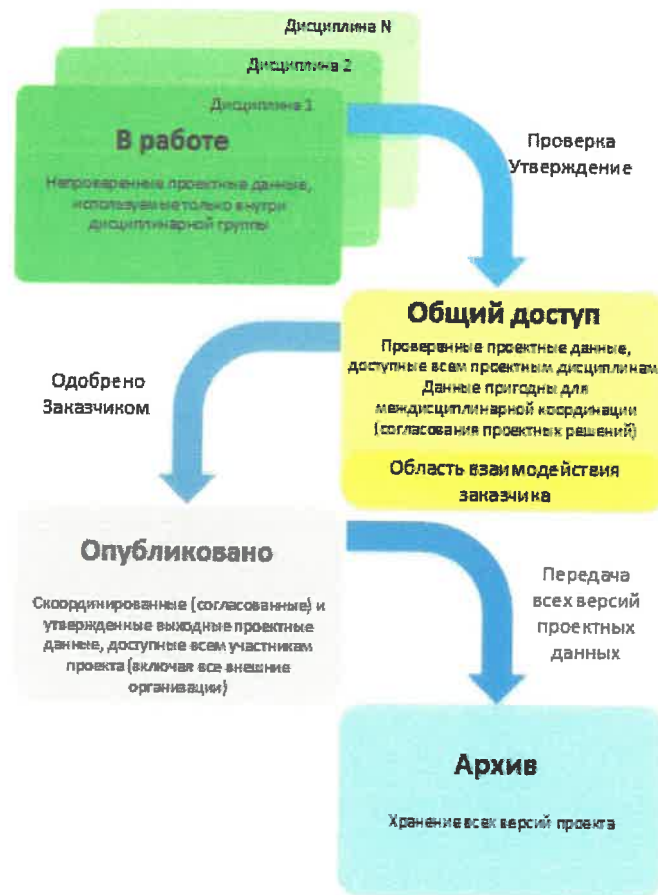 Дисциплина N
Дисциплина 2
Дисциплина 1
В работе
Непроверенные проектные данные,
используемые только внутри
дисциплинарной группы
Проверка
Утверждение
Общий доступ
Проверенные проектные данные,
доступные всем проектным дисциплинам
Данные пригодны для
междисциплинарной координации
(согласования проектных решений)
Область взаимодействия
заказчика
Одобрено
Заказчиком
Опубликовано
Скоординированные (согласованные) и
утвержденные выходные проектные
данные, доступные всем участникам
проекта (включая все внешние
организации)
Передача
всех версий
проектных
данных
Архив
Хранение всех версий проекта